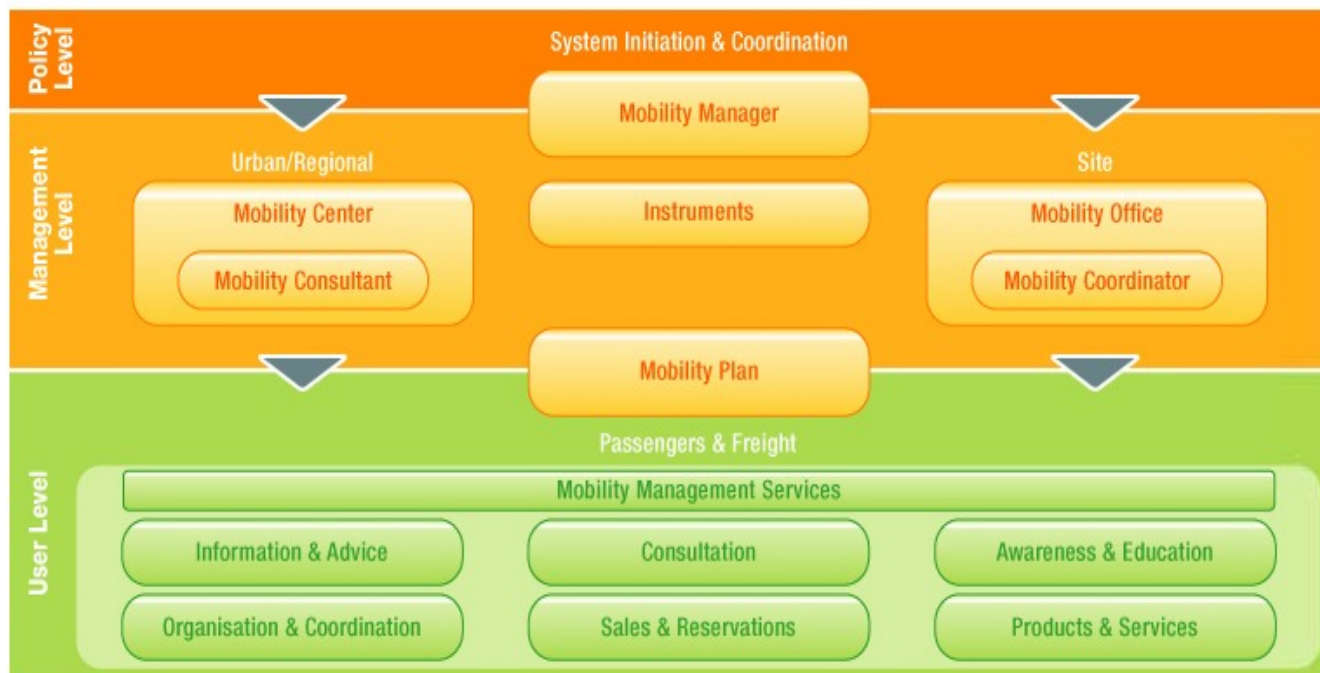 Policy
Level
System Initiation & Coordination
Mobility Manager
Management
Level
Urban/Regional
Site
Mobility Center
Instruments
Mobility Office
Mobility Consultant
Mobility Coordinator
Mobility Plan
User Level
Passengers & Freight
Mobility Management Services
Information & Advice
Consultation
Awareness & Education
Organisation & Coordination
Sales & Reservations
Products & Services